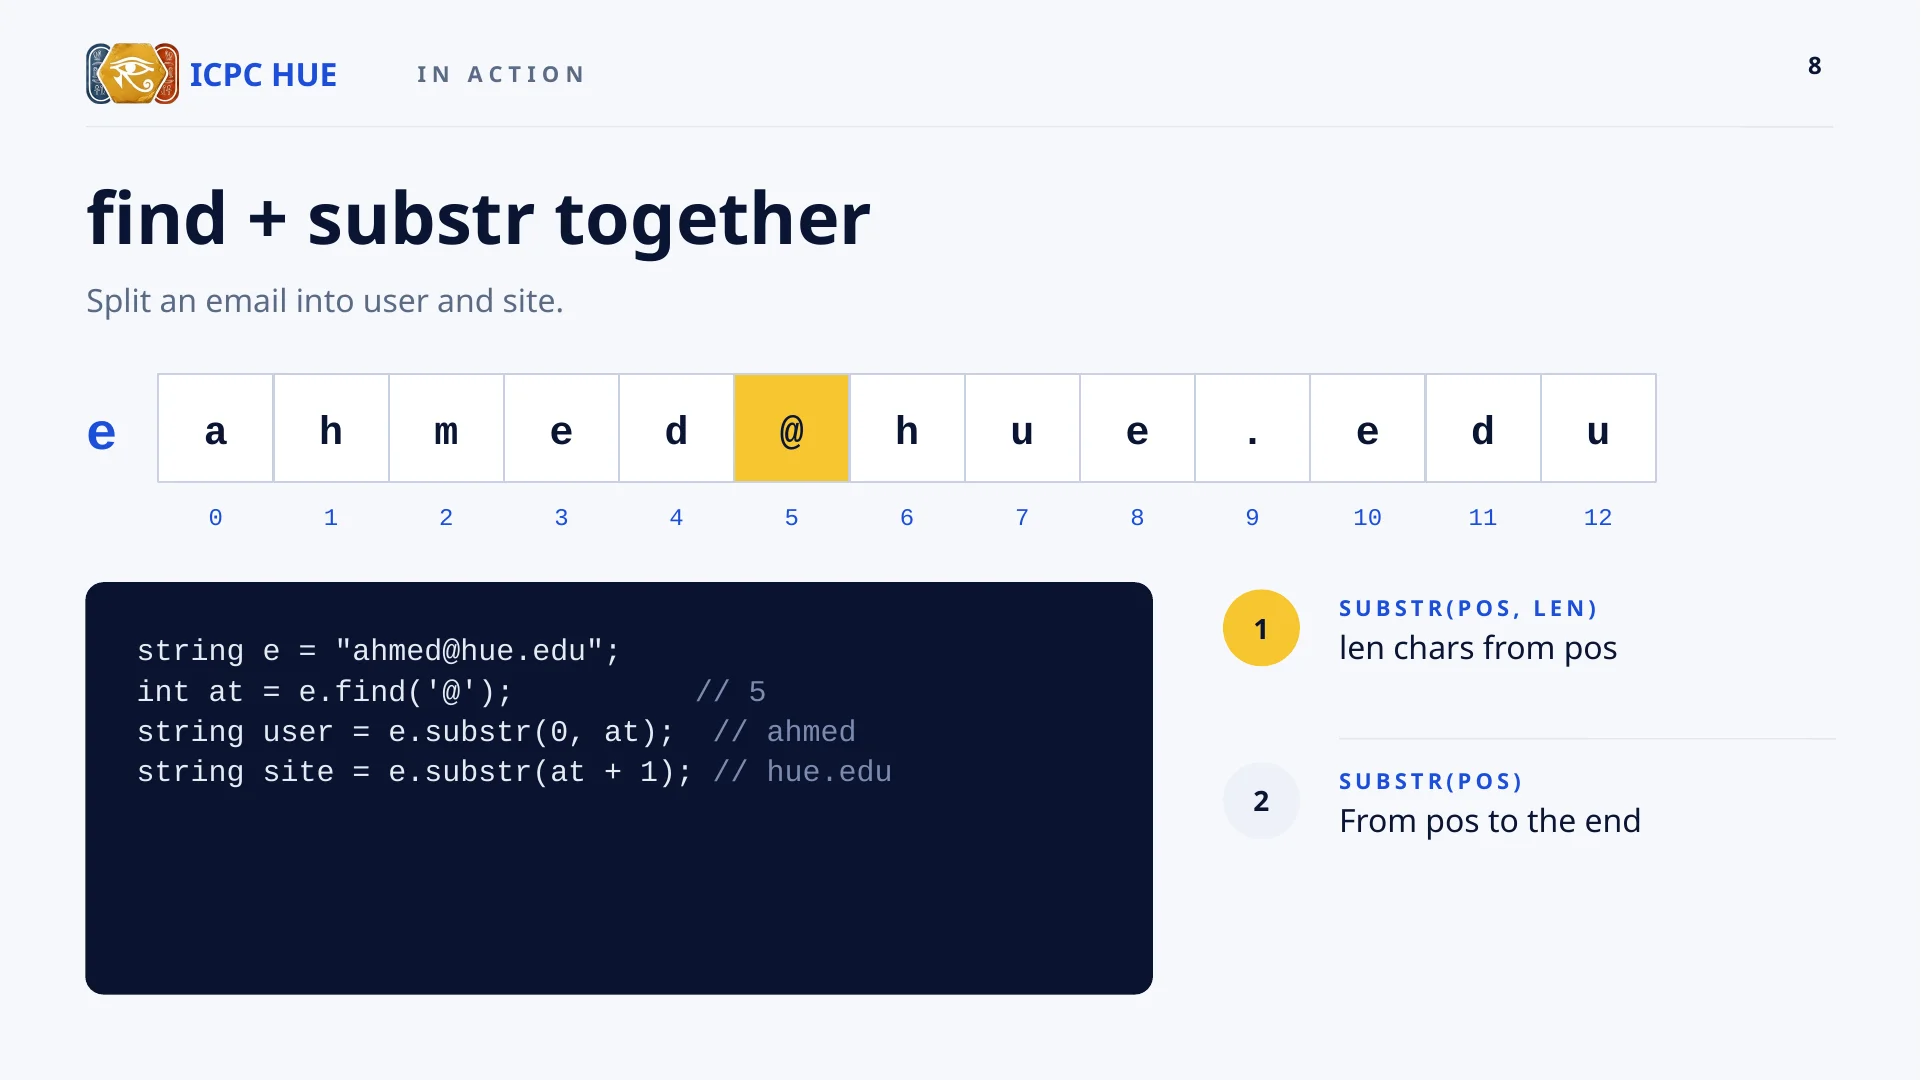 ICPC HUE
IN ACTION
8
find + substr together
Split an email into user and site.
e a h m e d @ h u e . e d u
0 1 2 3 4 5 6 7 8 9 10 11 12
string e = "ahmed@hue.edu";
int at = e.find('@'); // 5
string user = e.substr(0, at); // ahmed
string site = e.substr(at + 1); // hue.edu
1
SUBSTR(POS, LEN)
len chars from pos
2
SUBSTR(POS)
From pos to the end